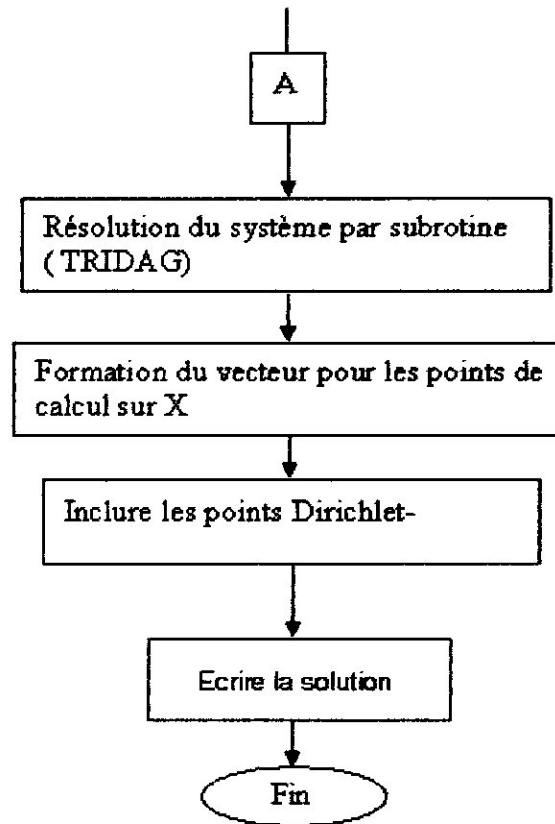 A
Résolution du système par subrotine
( TRIDAG)
Formation du vecteur pour les points de
calcul sur X
Inclure les points Dirichlet-
Ecrire la solution
Fin